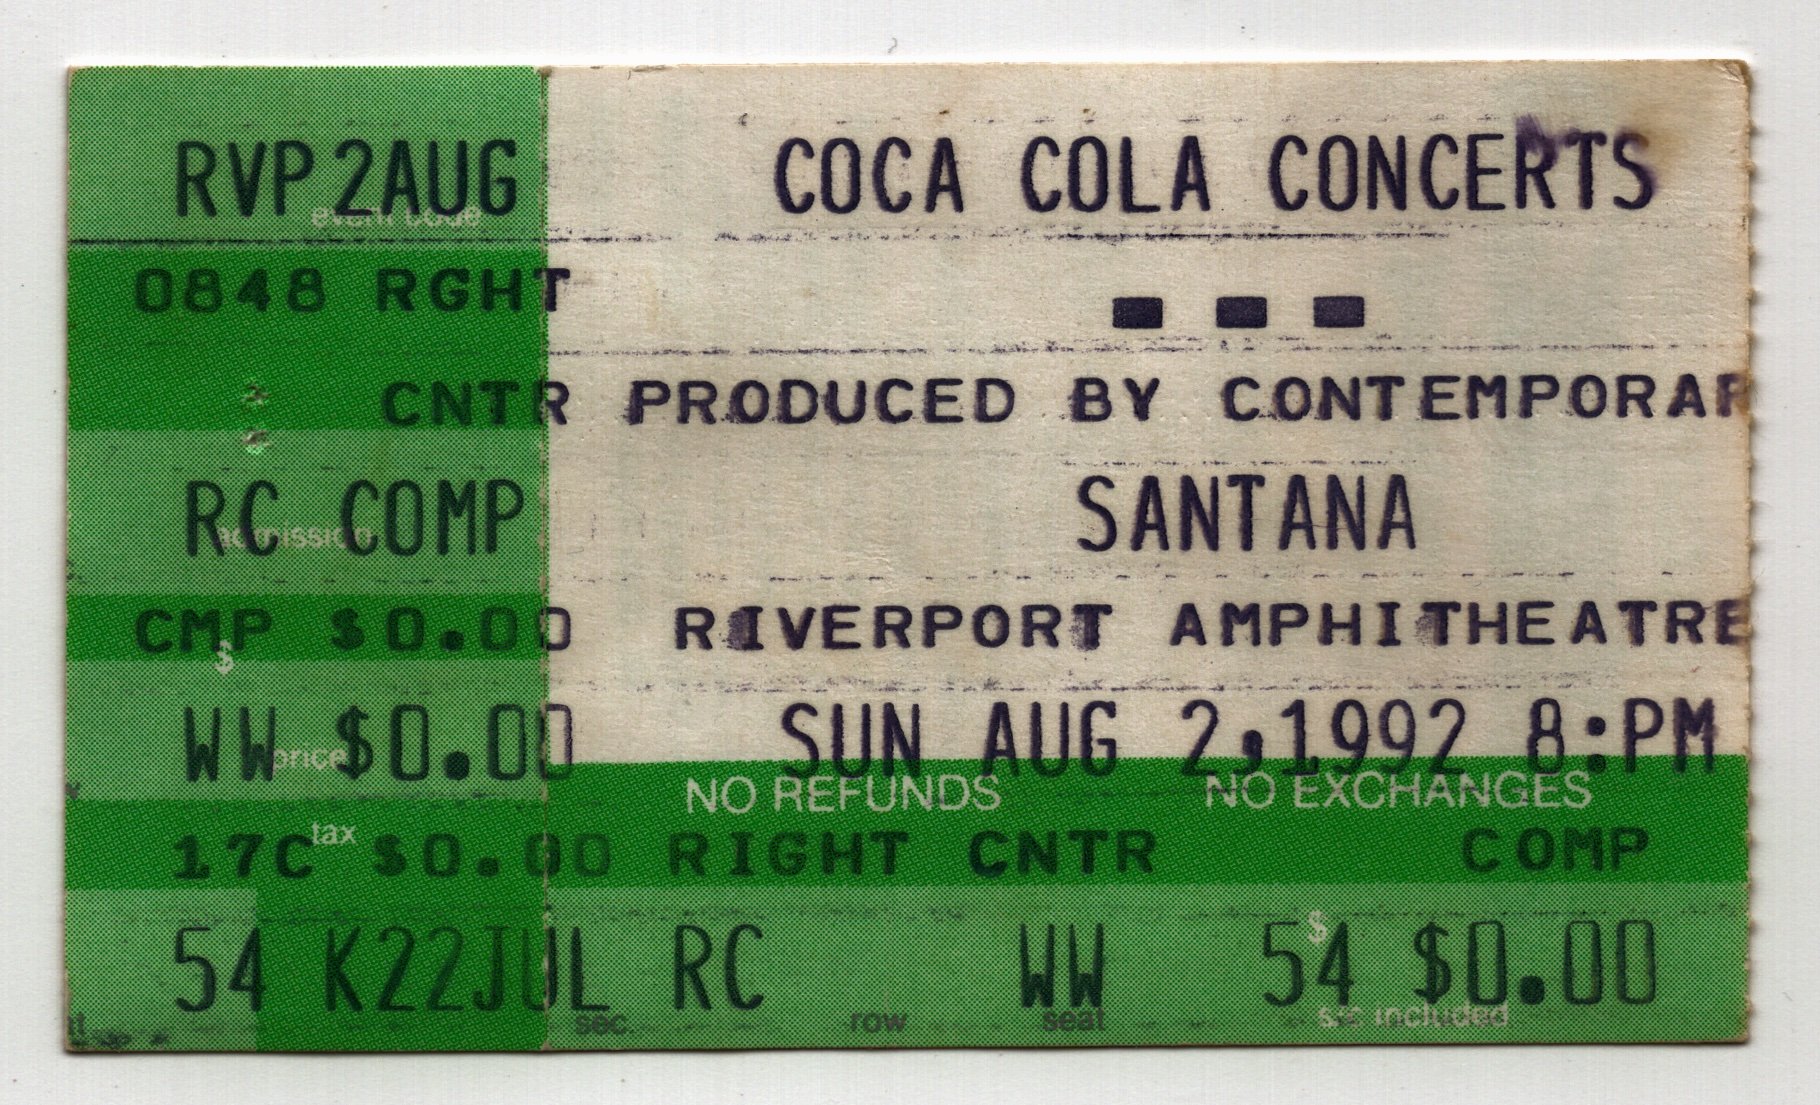 RVP 2AUG COCA COLA CONCERTS
event code
0848 RGHT
CNTR PRODUCED BY CONTEMPORAR
RC COMP SANTANA
admission
CMP $0.00 RIVERPORT AMPHITHEATRE
$
WW $0.00 SUN AUG 2,1992 8:PM
price
NO REFUNDS NO EXCHANGES
tax
17C $0.00 RIGHT CNTR COMP
$
54 K22JUL RC WW 54 $0.00
sec. row seat s/c included